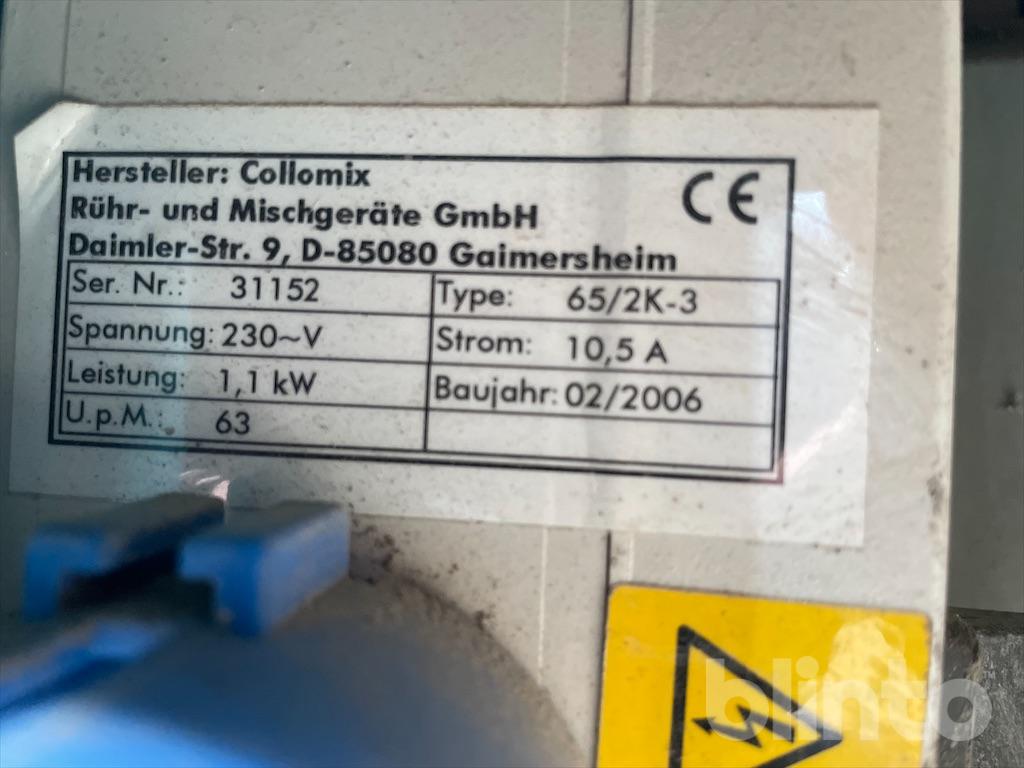 Hersteller: Collomix
Rühr- und Mischgeräte GmbH
CE
Daimler-Str. 9, D-85080 Gaimersheim
Ser. Nr.: 31152 Type: 65/2K-3
Spannung: 230~V Strom: 10,5 A
Leistung: 1,1 kW Baujahr: 02/2006
U.p.M.: 63
blinto™